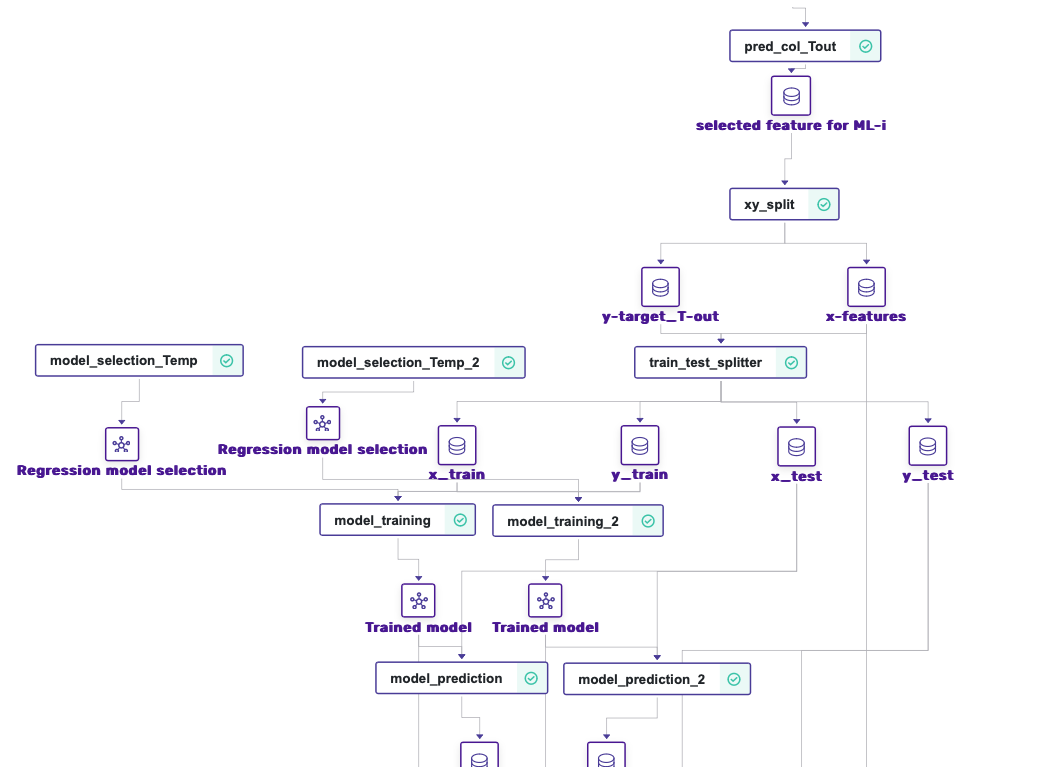 pred_col_Tout
selected feature for ML-i
xy_split
y-target_T-out
x-features
model_selection_Temp
model_selection_Temp_2
train_test_splitter
Regression model selection
Regression model selection
x_train
y_train
x_test
y_test
model_training
model_training_2
Trained model
Trained model
model_prediction
model_prediction_2